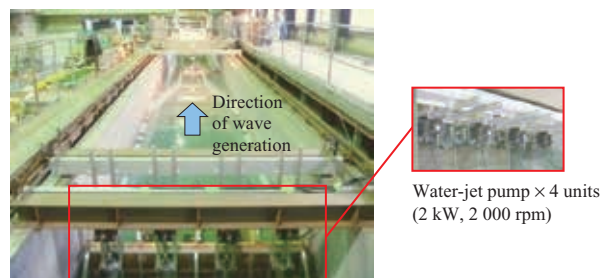 Direction
of wave
generation
Water-jet pump × 4 units
(2 kW, 2 000 rpm)